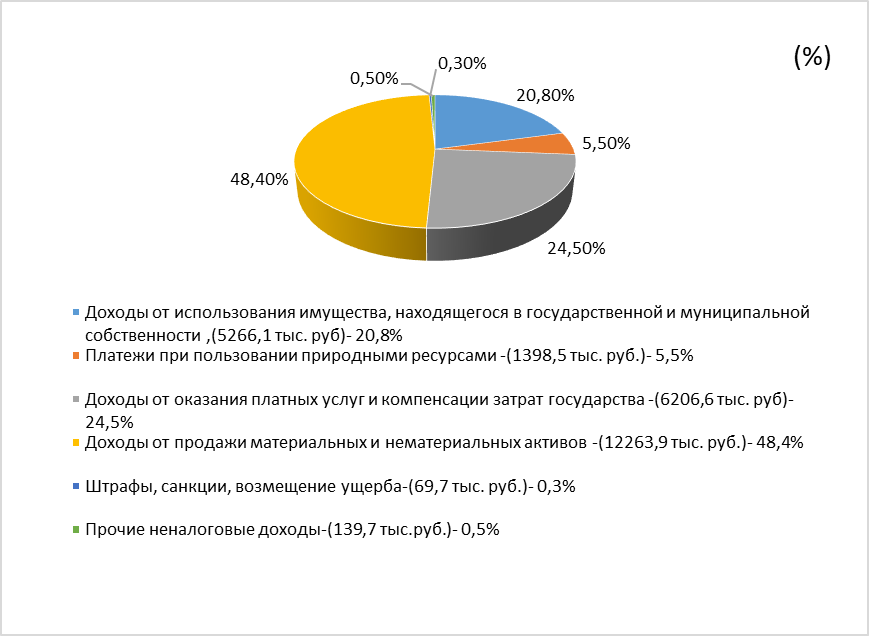 (%)
0,30%
0,50%
20,80%
5,50%
48,40%
24,50%
Доходы от использования имущества, находящегося в государственной и муниципальной
собственности ,(5266,1 тыс. руб)- 20,8%
Платежи при пользовании природными ресурсами -(1398,5 тыс. руб.)- 5,5%
Доходы от оказания платных услуг и компенсации затрат государства -(6206,6 тыс. руб)-
24,5%
Доходы от продажи материальных и нематериальных активов -(12263,9 тыс. руб.)- 48,4%
Штрафы, санкции, возмещение ущерба-(69,7 тыс. руб.)- 0,3%
Прочие неналоговые доходы-(139,7 тыс.руб.)- 0,5%